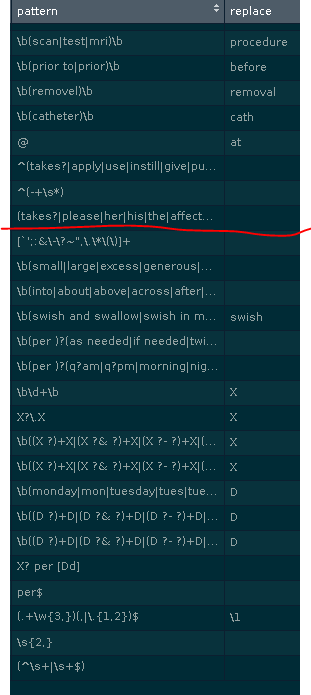 pattern replace
\b(scan|test|mri)\b procedure
\b(prior to|prior)\b before
\b(removel)\b removal
\b(catheter)\b cath
@ at
^(takes?|apply|use|instill|give|pu...
^(-+\s*)
(takes?|please|her|his|the|affect...
[`';:&\-\?~",\.\*\(\)]+
\b(small|large|excess|generous|...
\b(into|about|above|across|after|...
\b(swish and swallow|swish in m... swish
\b(per )?(as needed|if needed|twi...
\b(per )?(q?am|q?pm|morning|nig...
\b\d+\b X
X?\.X X
\b((X ?)+X|(X ?& ?)+X|(X ?- ?)+X|(... X
\b((X ?)+X|(X ?& ?)+X|(X ?- ?)+X|(... X
\b(monday|mon|tuesday|tues|tue... D
\b((D ?)+D|(D ?& ?)+D|(D ?- ?)+D|... D
\b((D ?)+D|(D ?& ?)+D|(D ?- ?)+D|... D
X? per [Dd]
per$
(.+\w{3,})(,|\.{1,2})$ \1
\s{2,}
(^\s+|\s+$)